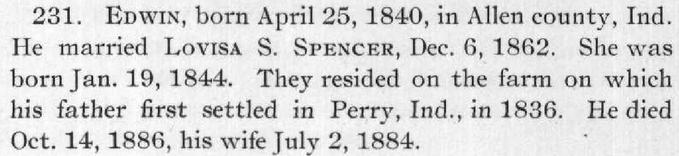 231. EDWIN, born April 25, 1840, in Allen county, Ind.
He married LOVISA S. SPENCER, Dec. 6, 1862. She was
born Jan. 19, 1844. They resided on the farm on which
his father first settled in Perry, Ind., in 1836. He died
Oct. 14, 1886, his wife July 2, 1884.